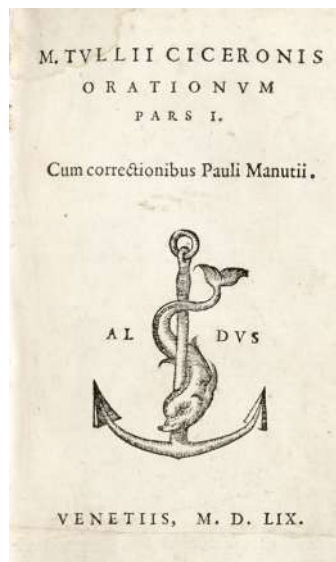 M. TVLLII CICERONIS
ORATIONVM
PARS I.
Cum correctionibus Pauli Manutii.
AL DVS
VENETIIS, M. D. LIX.